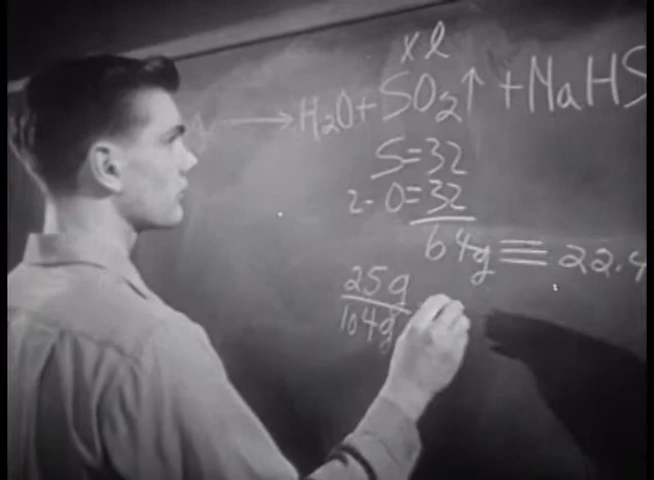 x l
→ H₂O + SO₂↑ + NaHS
S = 32
2 - O = 32
64g ≡ 22.4
25g
104g